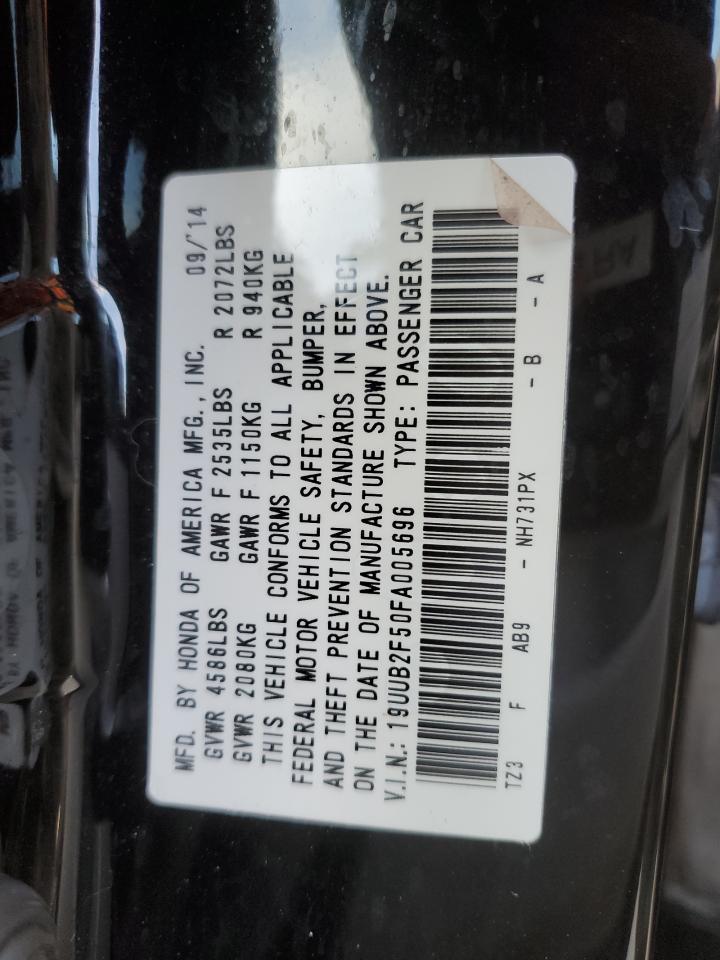 MFD. BY HONDA OF AMERICA MFG., INC. 09/'14
GVWR 4586LBS GAWR F 2535LBS R 2072LBS
GVWR 2080KG GAWR F 1150KG R 940KG
THIS VEHICLE CONFORMS TO ALL APPLICABLE
FEDERAL MOTOR VEHICLE SAFETY, BUMPER,
AND THEFT PREVENTION STANDARDS IN EFFECT
ON THE DATE OF MANUFACTURE SHOWN ABOVE.
V.I.N.: 19UUB2F50FA005696 TYPE: PASSENGER CAR
TZ3 F AB9 - NH731PX - B - A